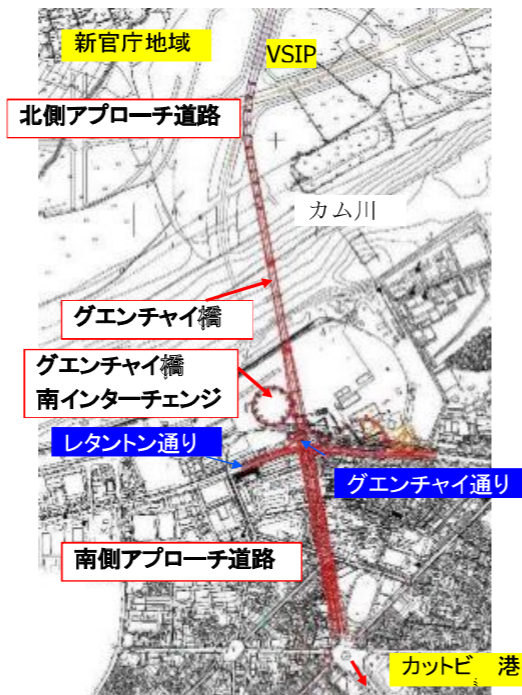 新官庁地域
VSIP
北側アプローチ道路
カム川
グエンチャイ橋
グエンチャイ橋
南インターチェンジ
レタントン通り
グエンチャイ通り
南側アプローチ道路
カットビ 港